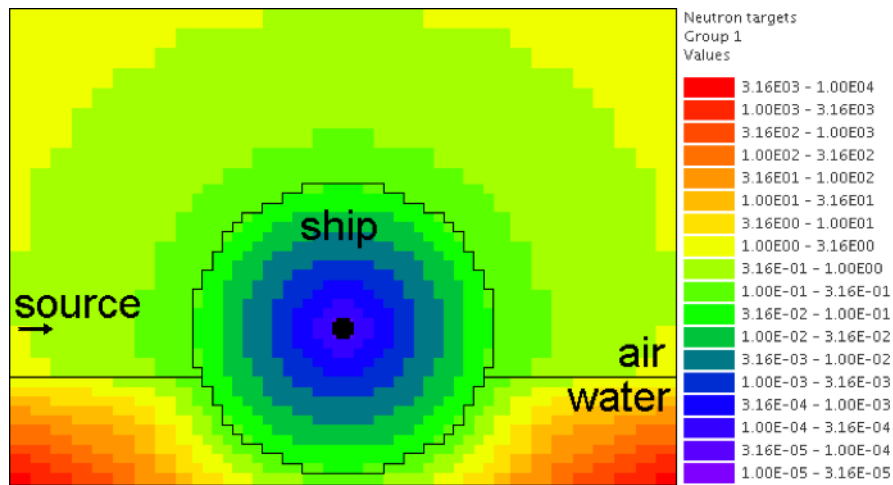 ship
source
air
water
Neutron targets
Group 1
Values
3.16E03 - 1.00E04
1.00E03 - 3.16E03
3.16E02 - 1.00E03
1.00E02 - 3.16E02
3.16E01 - 1.00E02
1.00E01 - 3.16E01
3.16E00 - 1.00E01
1.00E00 - 3.16E00
3.16E-01 - 1.00E00
1.00E-01 - 3.16E-01
3.16E-02 - 1.00E-01
1.00E-02 - 3.16E-02
3.16E-03 - 1.00E-02
1.00E-03 - 3.16E-03
3.16E-04 - 1.00E-03
1.00E-04 - 3.16E-04
3.16E-05 - 1.00E-04
1.00E-05 - 3.16E-05